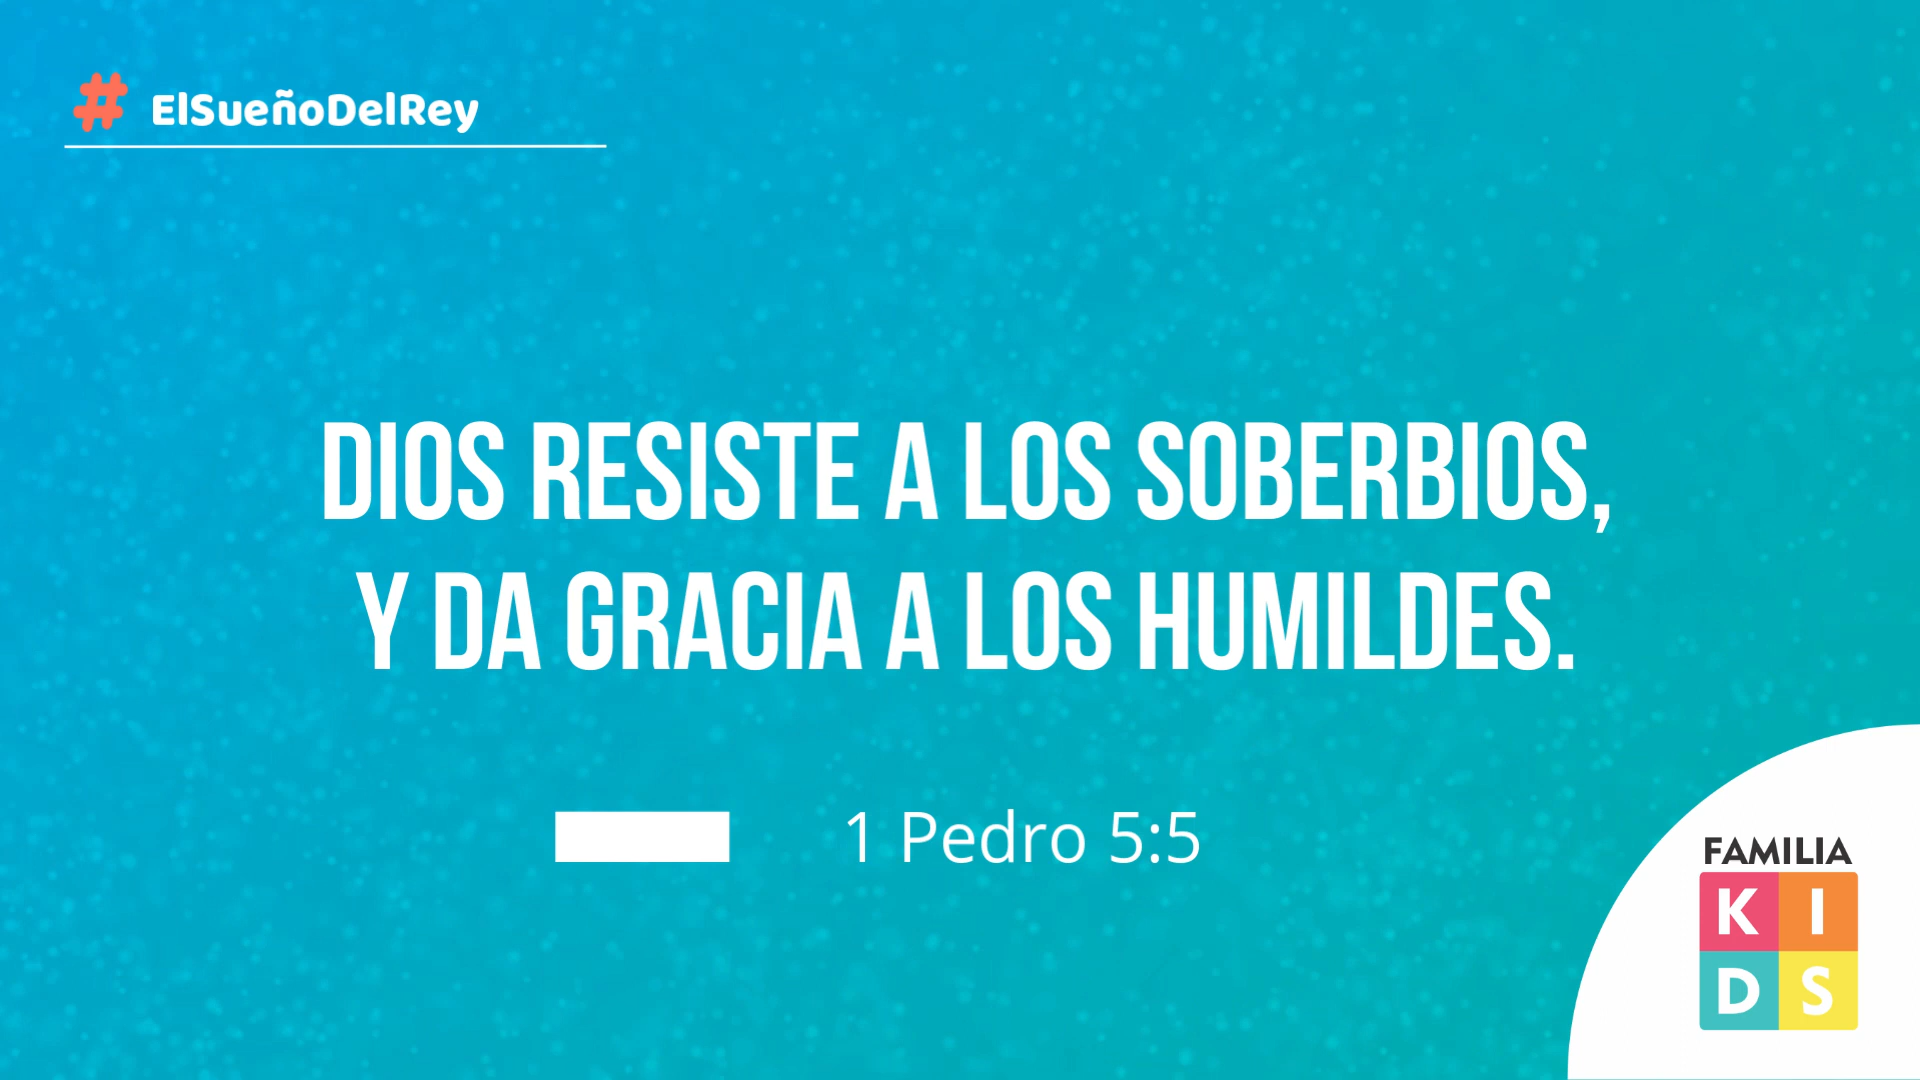 # ElSueñoDelRey
DIOS RESISTE A LOS SOBERBIOS,
Y DA GRACIA A LOS HUMILDES.
1 Pedro 5:5
FAMILIA
KI
DS